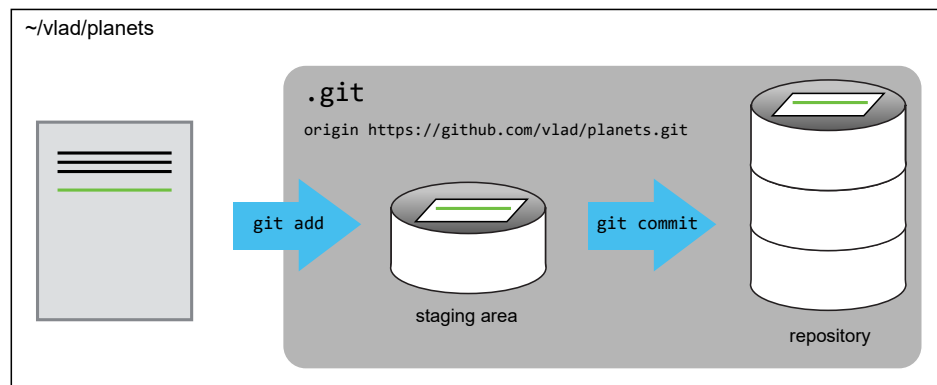 ~/vlad/planets
.git
origin https://github.com/vlad/planets.git
git add
git commit
staging area
repository